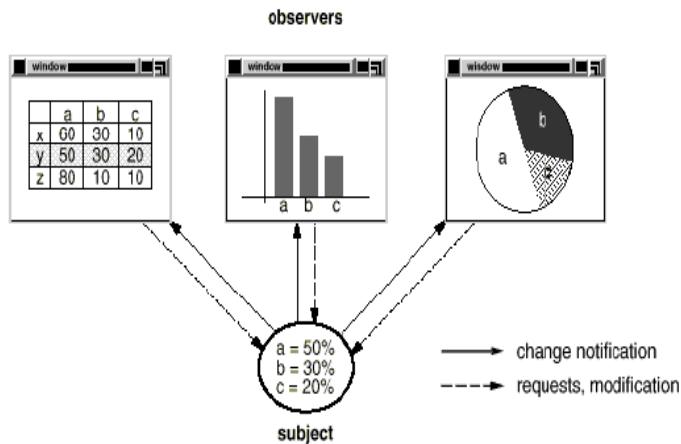 observers
window
window
window
a b c
x 60 30 10
y 50 30 20
z 80 10 10
a b c
a
b
c
a = 50%
b = 30%
c = 20%
subject
change notification
requests, modification